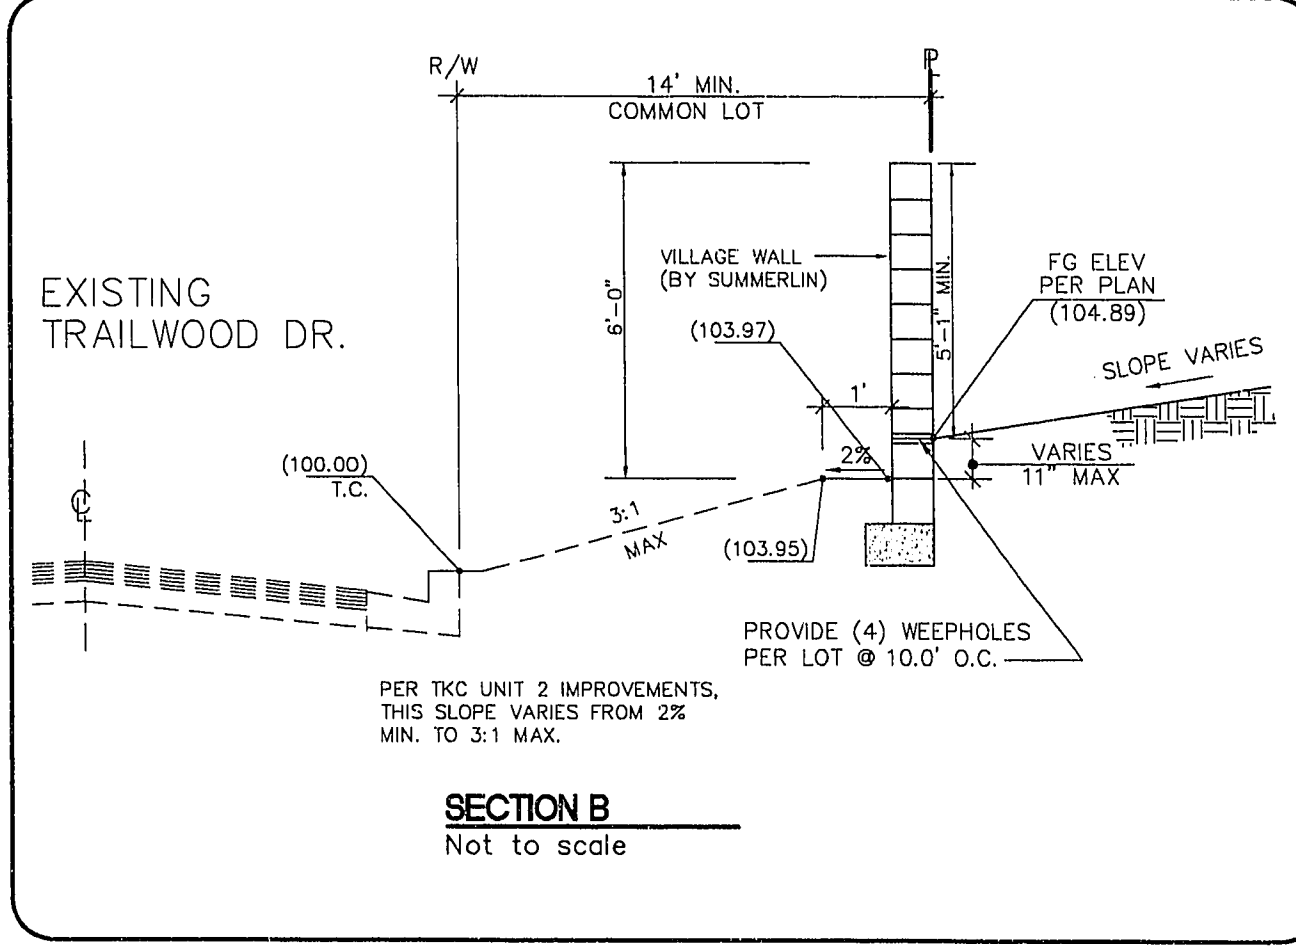 R/W
P
L
14' MIN.
COMMON LOT
EXISTING
TRAILWOOD DR.
VILLAGE WALL
(BY SUMMERLIN)
6'-0"
5'-1" MIN.
FG ELEV
PER PLAN
(104.89)
(103.97)
SLOPE VARIES
1'
2%
VARIES
11" MAX
(100.00)
T.C.
CL
3:1
MAX
(103.95)
PROVIDE (4) WEEPHOLES
PER LOT @ 10.0' O.C.
PER TKC UNIT 2 IMPROVEMENTS,
THIS SLOPE VARIES FROM 2%
MIN. TO 3:1 MAX.
SECTION B
Not to scale